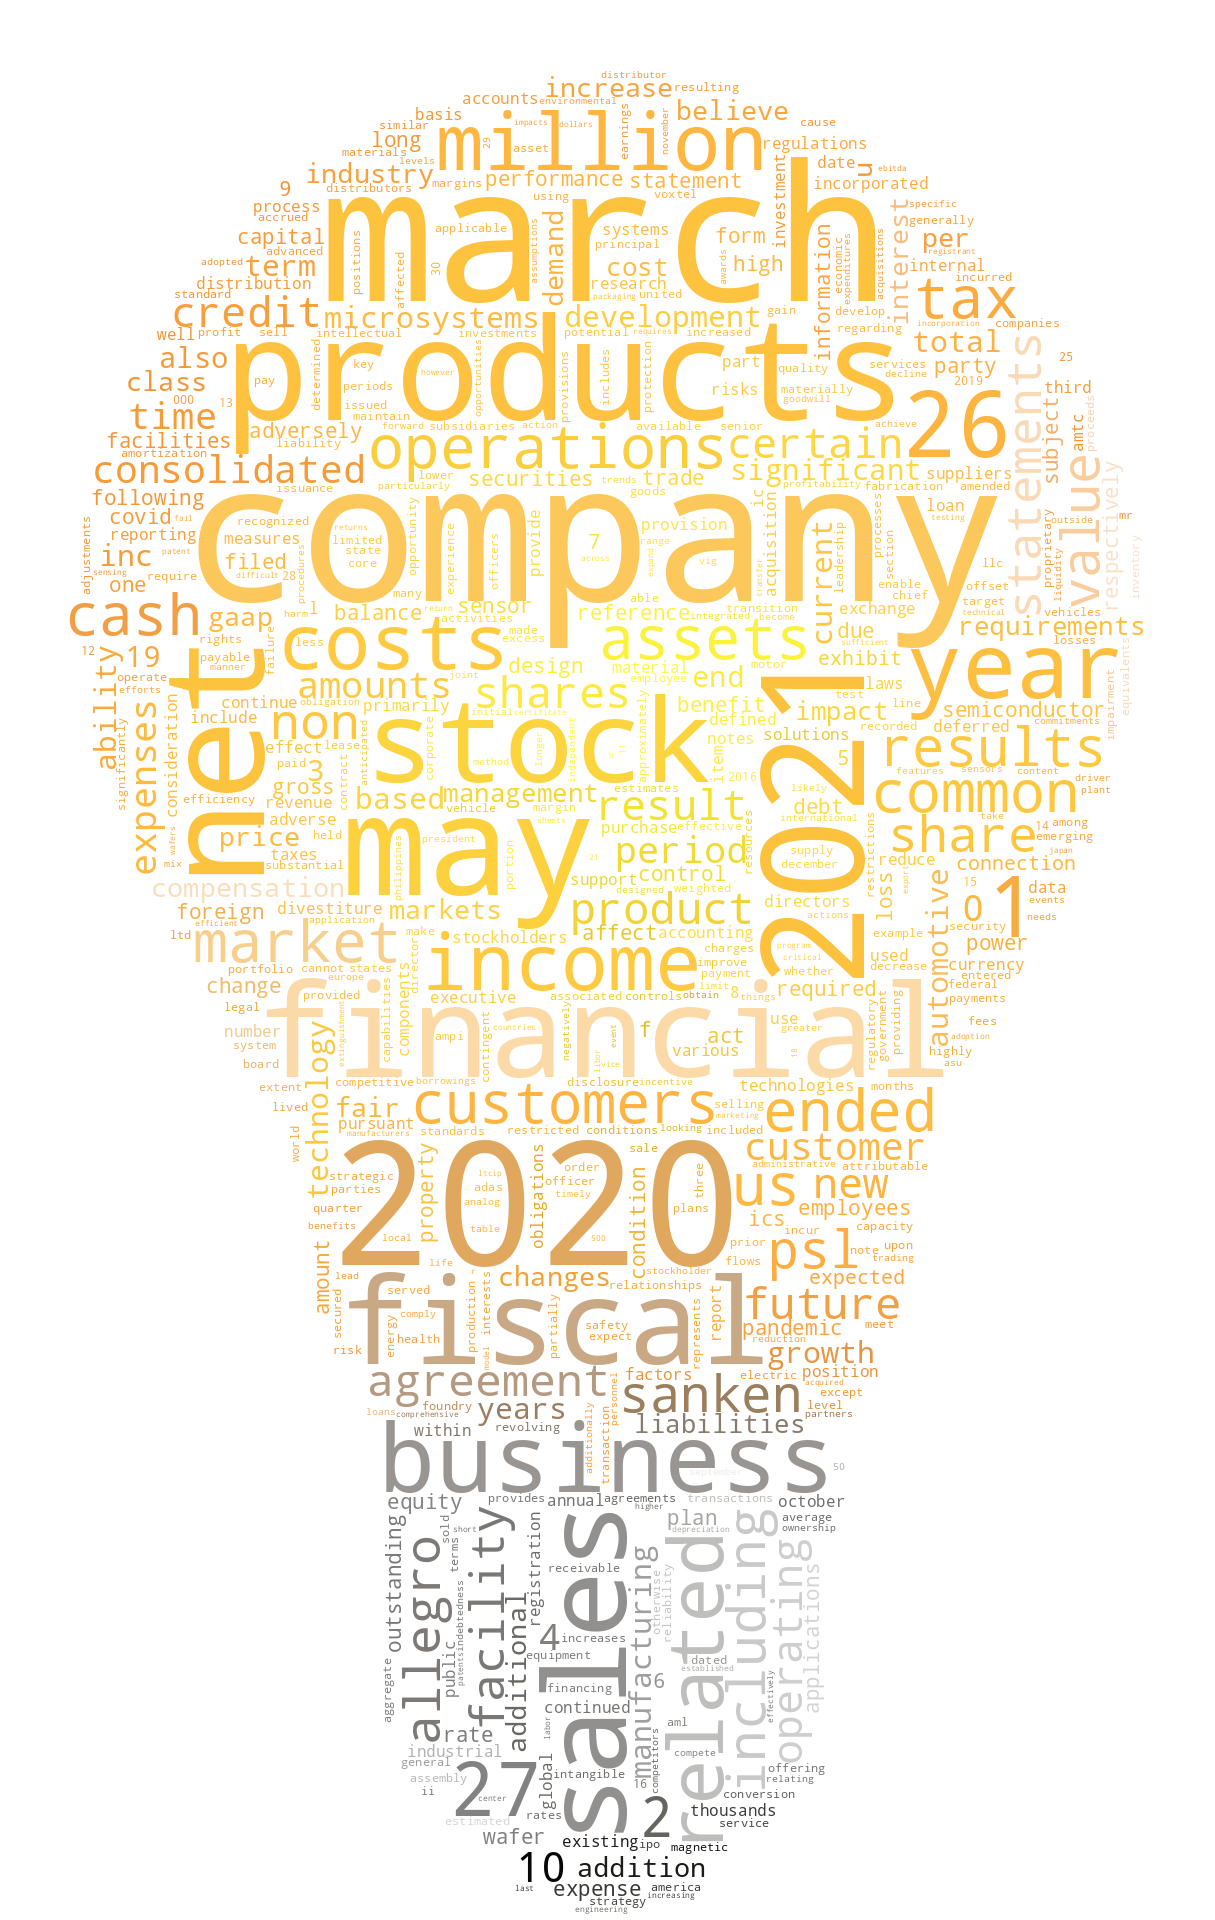 distributor
increase resulting
accounts environmental
basis million believe
similar impacts dollars cause
long 29 november
materials asset earnings regulations
levels
industry margins performance statement date u ebitda
9 distributors using voxtel investment incorporated
process march specific
accrued applicable systems form interest generally
capital positions demand principal information per registrant
advanced 30 assumptions cost awards high economic internal
adopted term affected research expenditures acquisitions incurred
distribution packaging united tax
standard credit microsystems development gain develop
well profit sell intellectual investments potential requires increased regarding incorporation companies
also determined key products part quality services total 25
class pay however opportunities provisions includes protection risks materially decline party
000 13 periods issued goodwill 2019 third
time maintain
facilities adversely forward subsidiaries action available senior achieve 26 statements subject amtc proceeds
amortization liability operations certain
consolidated lower securities trends trade significant suppliers value respectively
issuance particularly goods profitability fabrication amended
following company ic loan
covid fail recognized returns opportunity provide provision acquisition current processes testing outside mr
reporting measures limited experience officers 7 range leadership section
adjustments inc patent filed state across expand vig llc proprietary inventory
sensing require procedures core transfer enable liquidity
one difficult 28 many able chief offset
cash l balance return sensor reference integrated transition exchange target
harm activities become technical vehicles
rights less made costs assets sufficient due requirements
12 19 gaap failure excess design losses
payable motor exhibit year
ability operate manner joint material end laws equivalents
efforts net amounts shares employee test impairment
continue obligation primarily initial certificate benefit 2021 impact line semiconductor
significantly expenses consideration include non corporate stock independent approximately defined recorded deferred commitments
effect lease anticipated notes solutions results
paid 3 method longer 11 item 5 features sensors content
gross contract 2016 likely driver
efficiency revenue based management estimates debt common plant
adverse vehicle margin result international
price held president sheets purchase effective resources supply restrictions share take 14 among
wafers taxes may period december reduce emerging
mix substantial philippines portion 21 control loss japan
compensation support connection
designed weighted export 15
foreign divestiture markets product directors automotive 1 data
efficient application 0 events
ltd market make stockholders affect accounting actions example security needs
program used power
portfolio cannot states director income charges critical decrease currency
change europe improve whether entered
provided capabilities components executive associated controls payment required federal
legal financial limit obtain 8 things payments
number technology extinguishment ampi contingent countries negatively event f act use regulatory government providing fees
system libor various greater adoption
board vice 18 highly
asu
extent competitive borrowings disclosure incentive technologies months
lived fair customers selling ended
pursuant marketing
world manufacturers standards restricted conditions looking included customer
strategic 2020 ltcip order sale administrative attributable
parties property adas officer three us new
quarter analog timely obligations condition plans employees
benefits local table 500 ics incur capacity
life prior psl note upon
amount lead changes flows trading
served stockholder relationships expected
secured fiscal production interests future
comply partially safety report represents pandemic meet
energy health expect reduction
risk model growth
agreement factors electric position
loans foundry years personnel sanken acquired except
comprehensive level
within revolving additionally transaction liabilities partners
business september 50
equity provides annual agreements transactions october
higher plan average
outstanding sold short facility registration sales depreciation ownership
allegro terms receivable manufacturing otherwise reliability related including operating applications
additional 4 increases
public patents indebtedness equipment dated
established
aggregate financing 6 effectively
continued
rate labor aml
industrial competitors
general global compete offering
assembly intangible relating
ii 27 center 16 conversion
estimated rates 2 thousands
service
wafer existing ipo magnetic
10 addition
last expense america
increasing
strategy
engineering